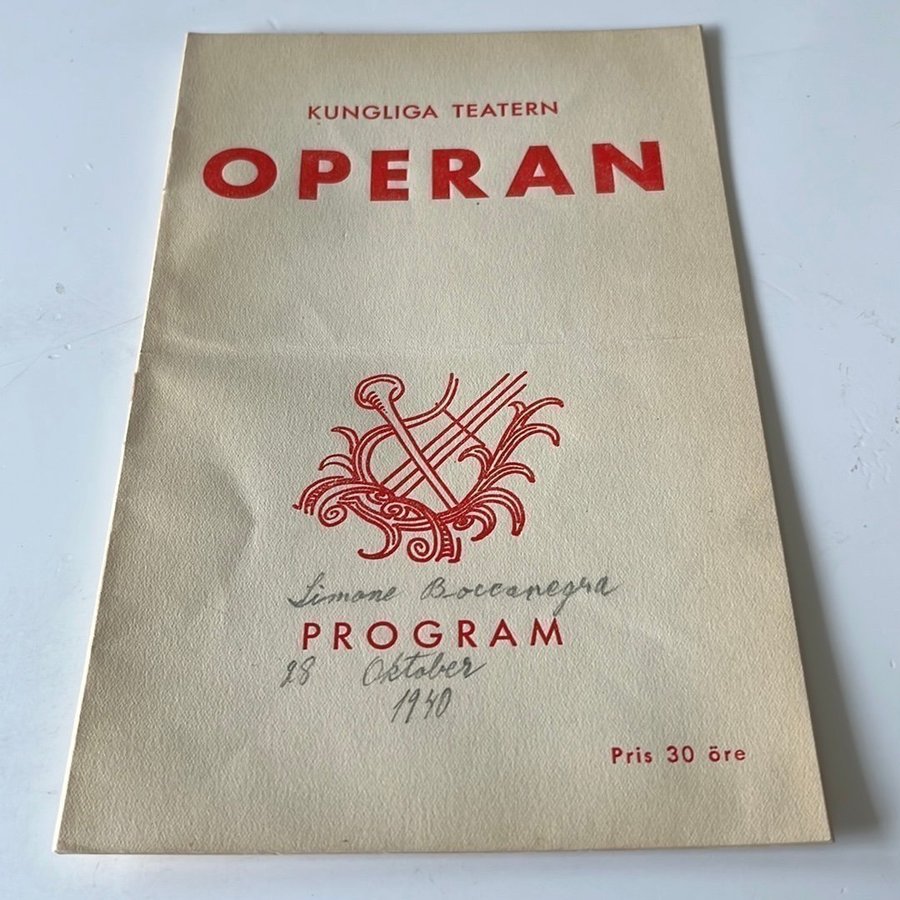 KUNGLIGA TEATERN
OPERAN
Simone Boccanegra
PROGRAM
28 Oktober
1940
Pris 30 öre